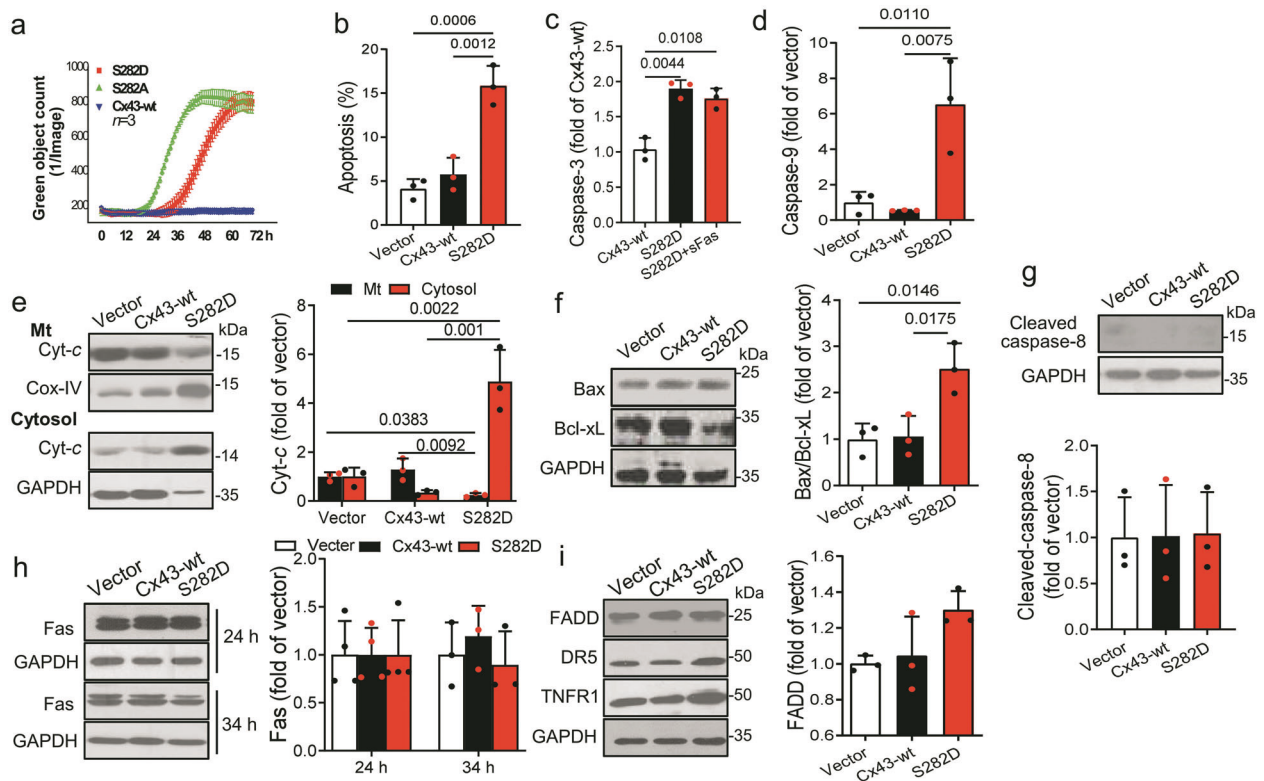 a
1000
800
600
400
200
S282D
S282A
Cx43-wt
n=3
Green object count
(1/Image)
0 12 24 36 48 60 72 h
b
0.0006
0.0012
20
15
10
5
0
Apoptosis (%)
Vector Cx43-wt S282D
c
0.0108
0.0044
2.5
2.0
1.5
1.0
0.5
0.0
Caspase-3 (fold of Cx43-wt)
Cx43-wt S282D S282D+sFas
d
0.0110
0.0075
10
8
6
4
2
0
Caspase-9 (fold of vector)
Vector Cx43-wt S282D
e
Vector Cx43-wt S282D
kDa
Mt
Cyt-c -15
Cox-IV -15
Cytosol
Cyt-c -14
GAPDH -35
Mt Cytosol
0.0022
0.001
0.0383
0.0092
8
6
4
2
0
Cyt-c (fold of vector)
Vector Cx43-wt S282D
f
Vector Cx43-wt S282D
kDa
Bax -25
Bcl-xL -35
GAPDH -35
0.0146
0.0175
4
3
2
1
0
Bax/Bcl-xL (fold of vector)
Vector Cx43-wt S282D
g
Vector Cx43-wt S282D
kDa
Cleaved
caspase-8
-15
GAPDH -35
2.0
1.5
1.0
0.5
0.0
Cleaved-caspase-8
(fold of vector)
Vector Cx43-wt S282D
h
Vector Cx43-wt S282D
Fas
GAPDH
24 h
Fas
GAPDH
34 h
Vecter Cx43-wt S282D
2.0
1.5
1.0
0.5
0.0
Fas (fold of vector)
24 h 34 h
i
Vector Cx43-wt S282D
kDa
FADD -25
DR5 -50
TNFR1 -50
GAPDH -35
1.6
1.4
1.2
1.0
0.8
0.6
FADD (fold of vector)
Vector Cx43-wt S282D